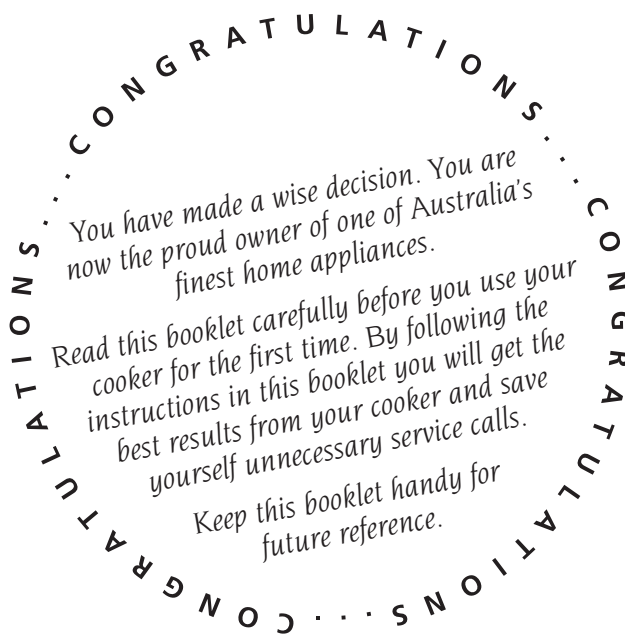 CONGRATULATIONS...CONGRATULATIONS...CONGRATULATIONS...
You have made a wise decision. You are
now the proud owner of one of Australia's
finest home appliances.
Read this booklet carefully before you use your
cooker for the first time. By following the
instructions in this booklet you will get the
best results from your cooker and save
yourself unnecessary service calls.
Keep this booklet handy for
future reference.